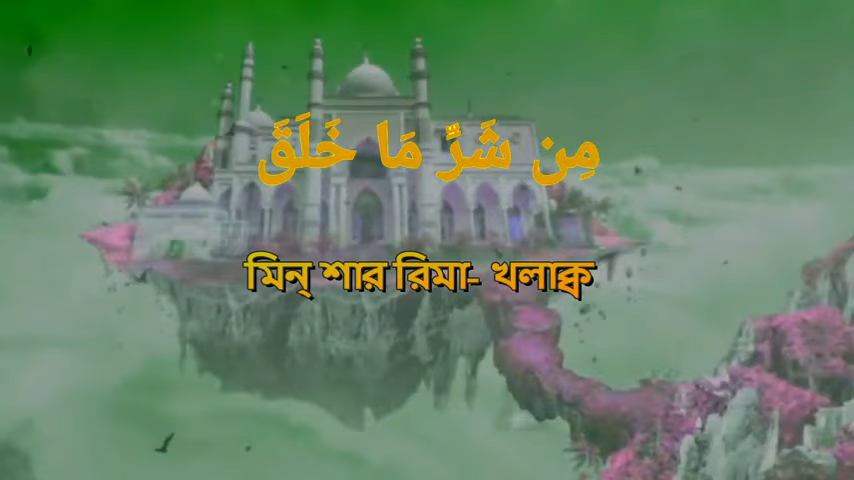 مِن شَرِّ مَا خَلَقَ
মিন্ শার রিমা- খলাক্ব